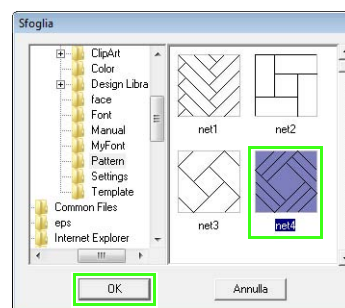 Sfoglia
ClipArt
Color
Design Libra
face
Font
Manual
MyFont
Pattern
Settings
Template
Common Files
eps
Internet Explorer
net1
net2
net3
net4
OK
Annulla